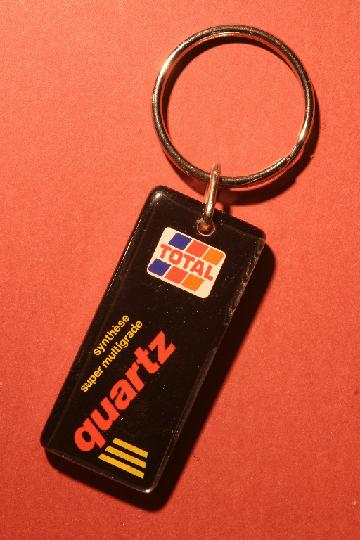 TOTAL
synthèse
super multigrade
quartz